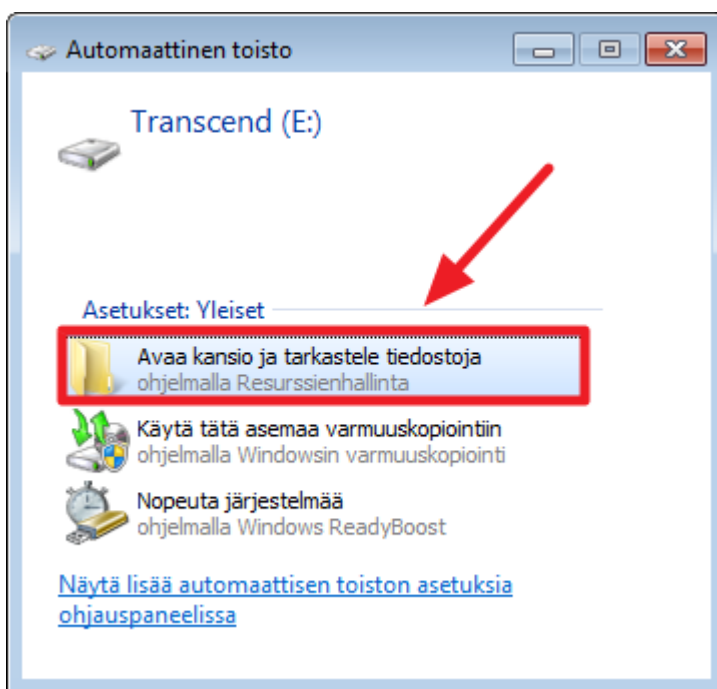 Automaattinen toisto
Transcend (E:)
Asetukset: Yleiset
Avaa kansio ja tarkastele tiedostoja
ohjelmalla Resurssienhallinta
Käytä tätä asemaa varmuuskopiointiin
ohjelmalla Windowsin varmuuskopiointi
Nopeuta järjestelmää
ohjelmalla Windows ReadyBoost
Näytä lisää automaattisen toiston asetuksia
ohjauspaneelissa